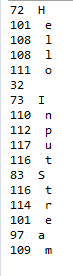 72 H
101 e
108 l
108 l
111 o
32
73 I
110 n
112 p
117 u
116 t
83 S
116 t
114 r
101 e
97 a
109 m